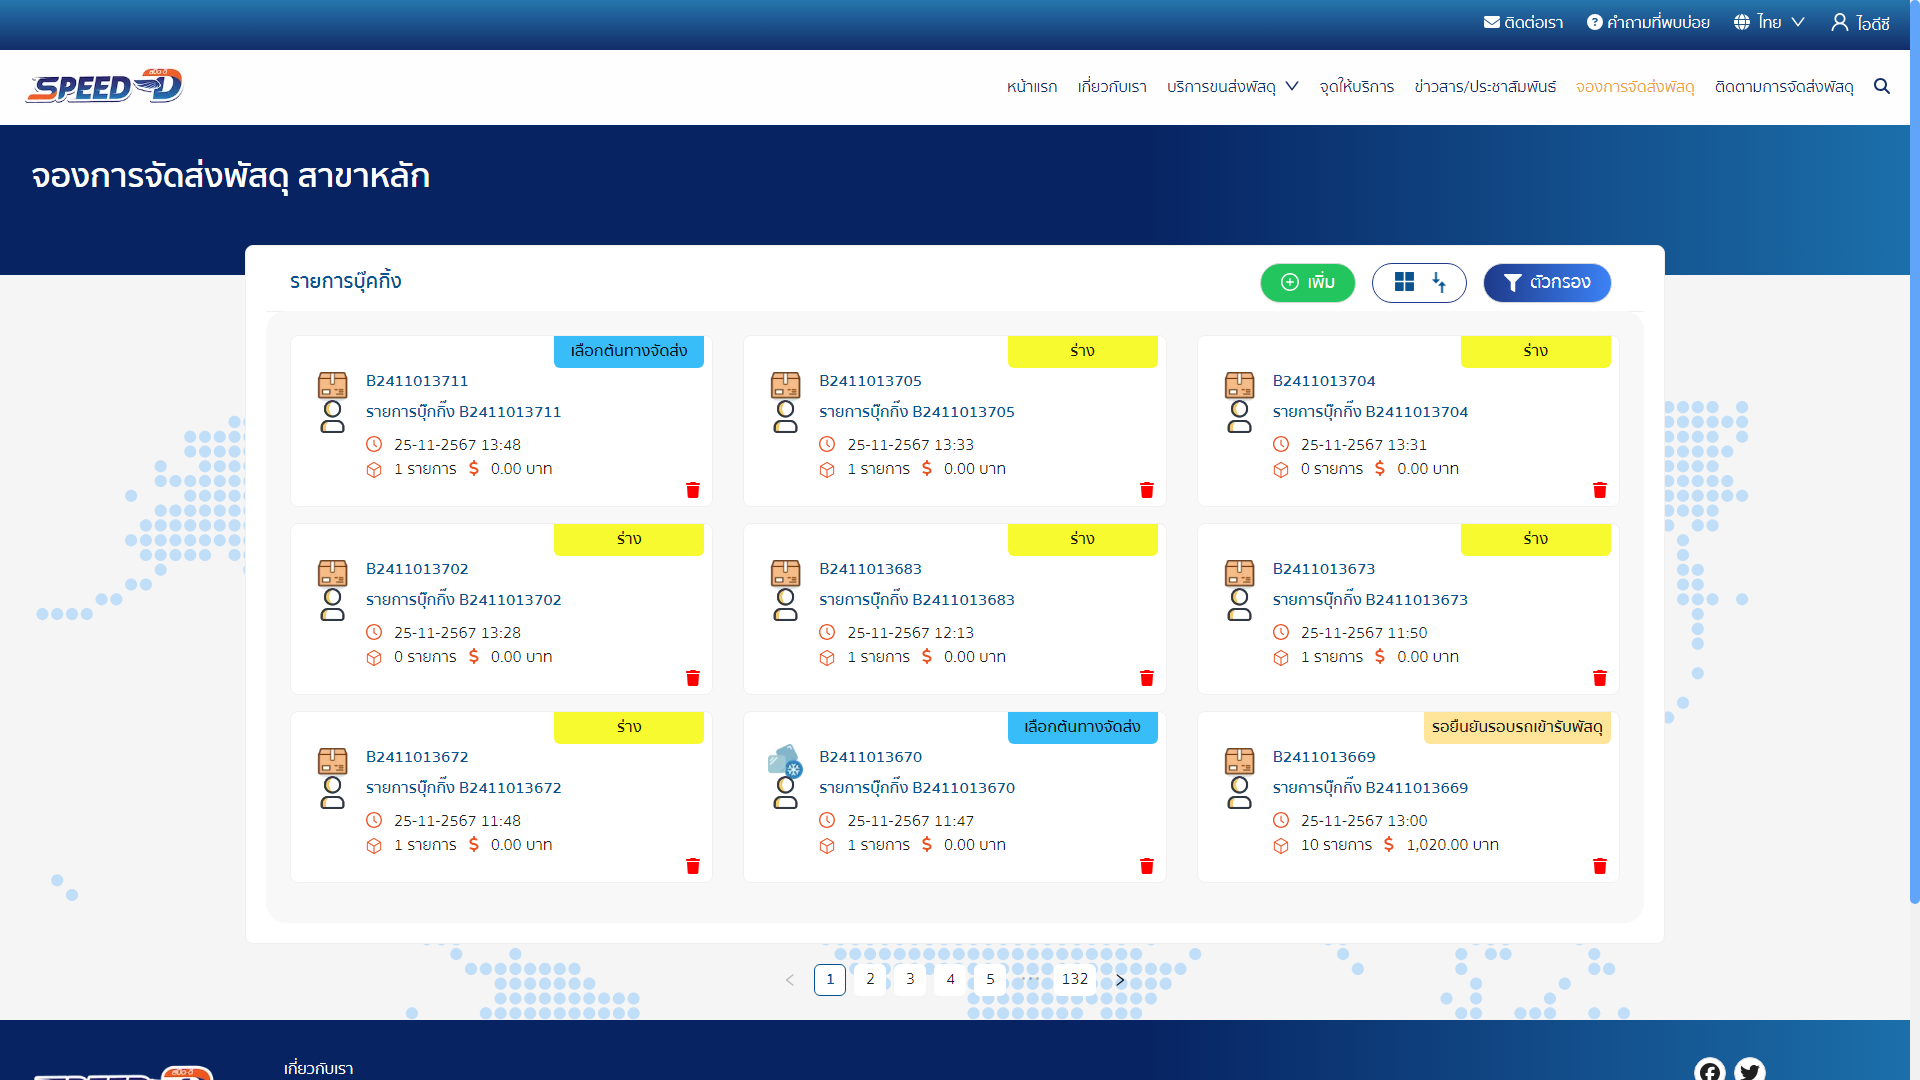 ติดต่อเรา คำถามที่พบบ่อย ไทย ไอดีซี
SPEED-D สปีด-ดี
หน้าแรก เกี่ยวกับเรา บริการขนส่งพัสดุ จุดให้บริการ ข่าวสาร/ประชาสัมพันธ์ จองการจัดส่งพัสดุ ติดตามการจัดส่งพัสดุ
จองการจัดส่งพัสดุ สาขาหลัก
รายการบุ๊คกิ้ง
เพิ่ม
ตัวกรอง
เลือกต้นทางจัดส่ง
B2411013711
รายการบุ๊กกิ๊ง B2411013711
25-11-2567 13:48
1 รายการ $ 0.00 บาท
ร่าง
B2411013705
รายการบุ๊กกิ๊ง B2411013705
25-11-2567 13:33
1 รายการ $ 0.00 บาท
ร่าง
B2411013704
รายการบุ๊กกิ๊ง B2411013704
25-11-2567 13:31
0 รายการ $ 0.00 บาท
ร่าง
B2411013702
รายการบุ๊กกิ๊ง B2411013702
25-11-2567 13:28
0 รายการ $ 0.00 บาท
ร่าง
B2411013683
รายการบุ๊กกิ๊ง B2411013683
25-11-2567 12:13
1 รายการ $ 0.00 บาท
ร่าง
B2411013673
รายการบุ๊กกิ๊ง B2411013673
25-11-2567 11:50
1 รายการ $ 0.00 บาท
ร่าง
B2411013672
รายการบุ๊กกิ๊ง B2411013672
25-11-2567 11:48
1 รายการ $ 0.00 บาท
เลือกต้นทางจัดส่ง
B2411013670
รายการบุ๊กกิ๊ง B2411013670
25-11-2567 11:47
1 รายการ $ 0.00 บาท
รอยืนยันรอบรถเข้ารับพัสดุ
B2411013669
รายการบุ๊กกิ๊ง B2411013669
25-11-2567 13:00
10 รายการ $ 1,020.00 บาท
1 2 3 4 5 ••• 132
เกี่ยวกับเรา